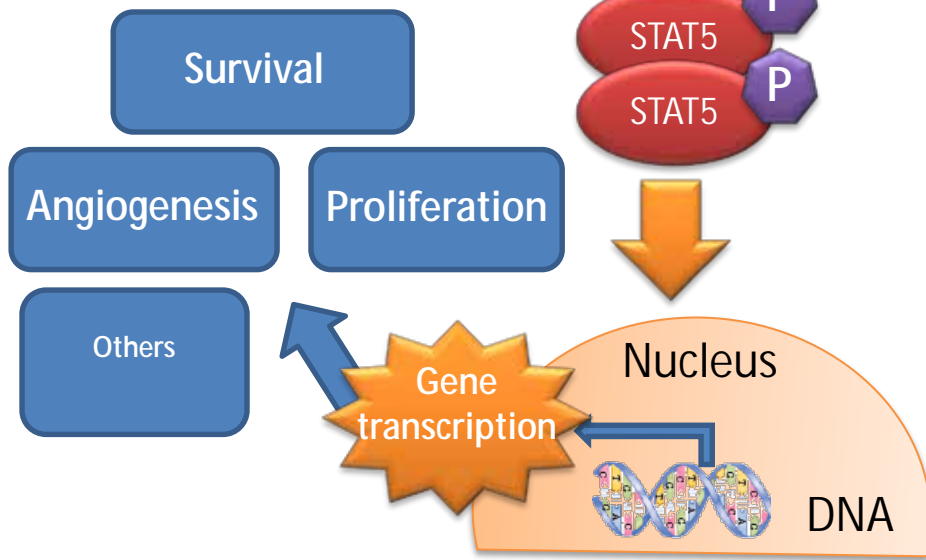 P
STAT5
P
STAT5
Survival
Angiogenesis
Proliferation
Others
Gene
transcription
Nucleus
DNA